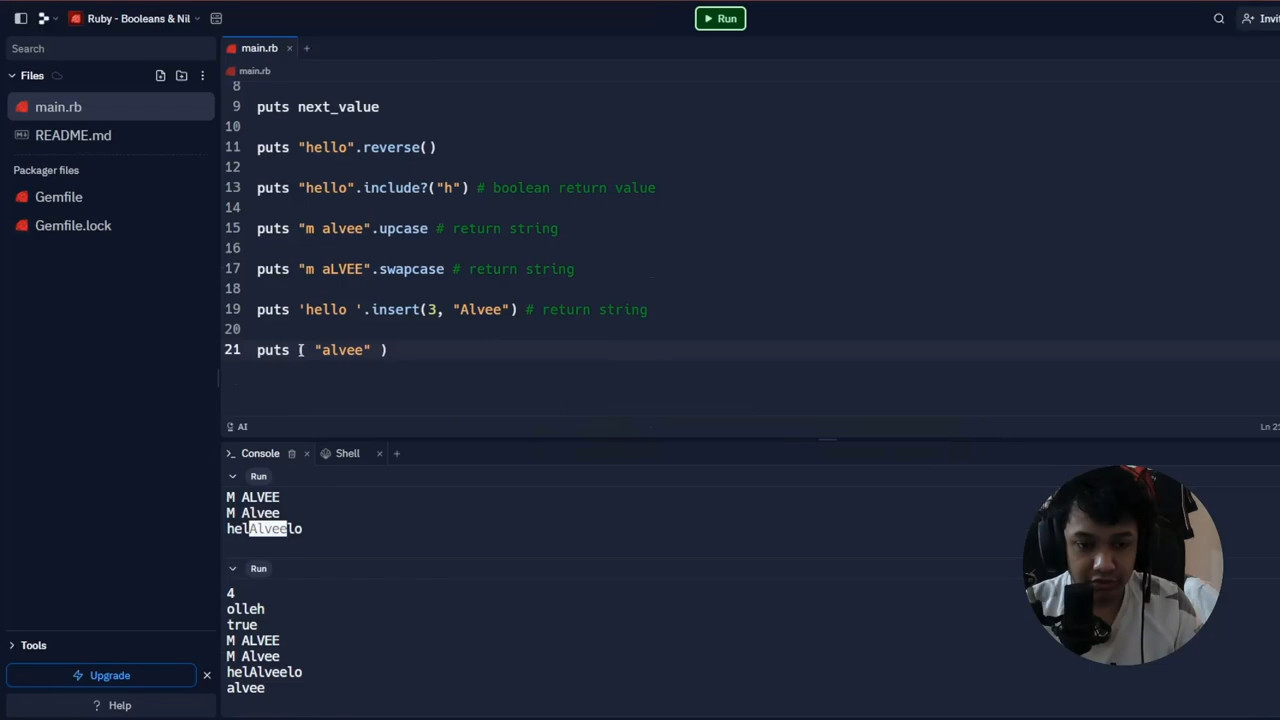 Ruby - Booleans & Nil
Run
Invi
Search
main.rb
Files
main.rb
main.rb
README.md
Packager files
Gemfile
Gemfile.lock
8
9 puts next_value
10
11 puts "hello".reverse()
12
13 puts "hello".include?("h") # boolean return value
14
15 puts "m alvee".upcase # return string
16
17 puts "m aLVEE".swapcase # return string
18
19 puts 'hello '.insert(3, "Alvee") # return string
20
21 puts ( "alvee" )
AI
Ln 21
Console
Shell
Run
M ALVEE
M Alvee
helAlveelo
Run
4
olleh
true
M ALVEE
M Alvee
helAlveelo
alvee
Tools
Upgrade
? Help